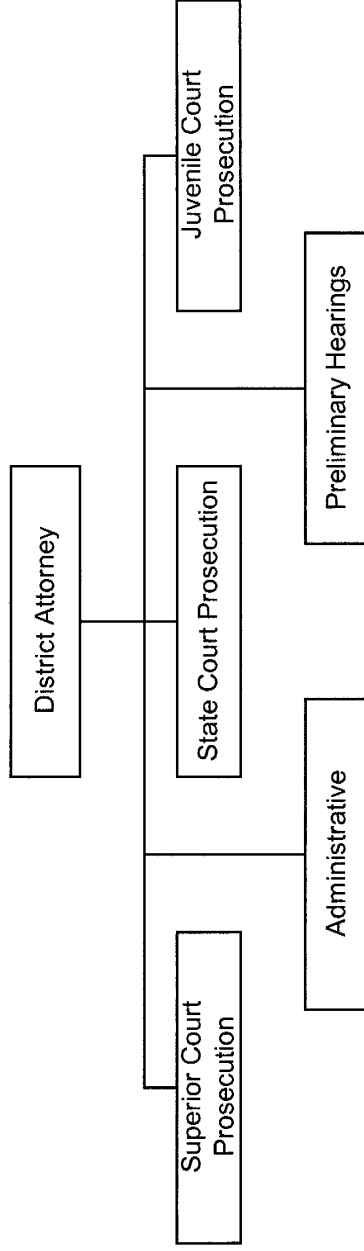 District Attorney
Superior Court
Prosecution
State Court Prosecution
Juvenile Court
Prosecution
Administrative
Preliminary Hearings